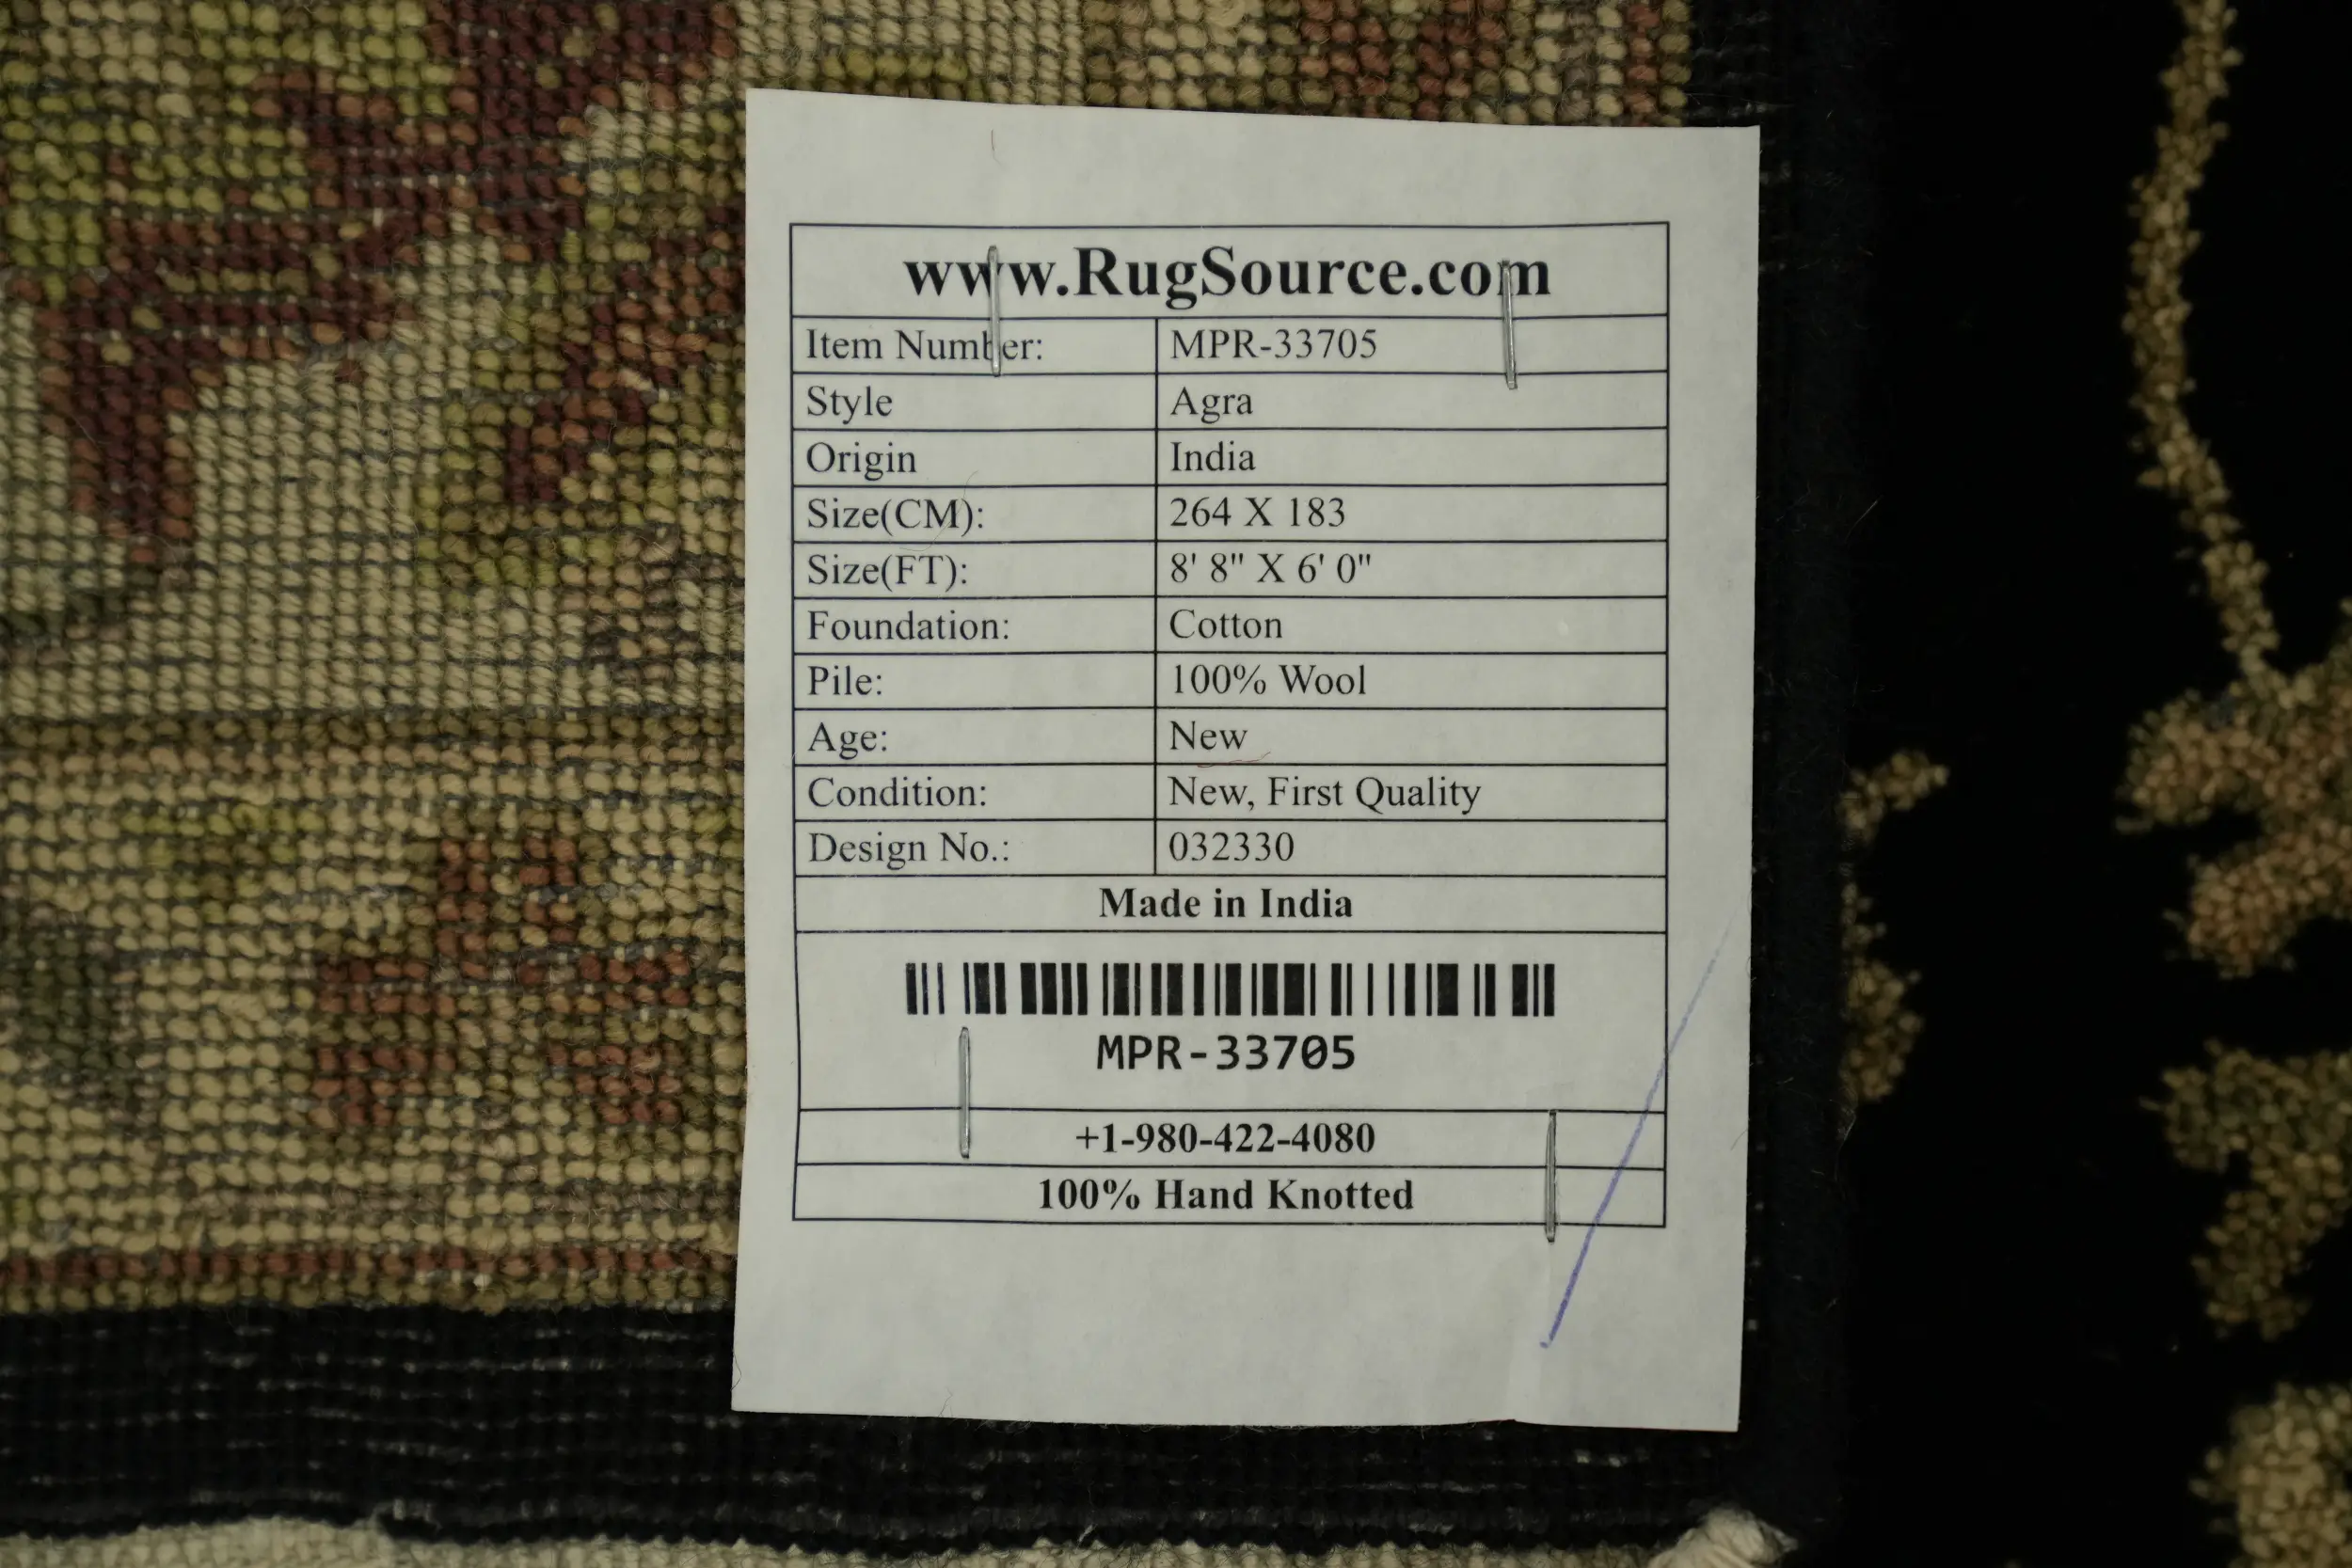 www.RugSource.com
Item Number: MPR-33705
Style Agra
Origin India
Size(CM): 264 X 183
Size(FT): 8' 8" X 6' 0"
Foundation: Cotton
Pile: 100% Wool
Age: New
Condition: New, First Quality
Design No.: 032330
Made in India
MPR-33705
+1-980-422-4080
100% Hand Knotted